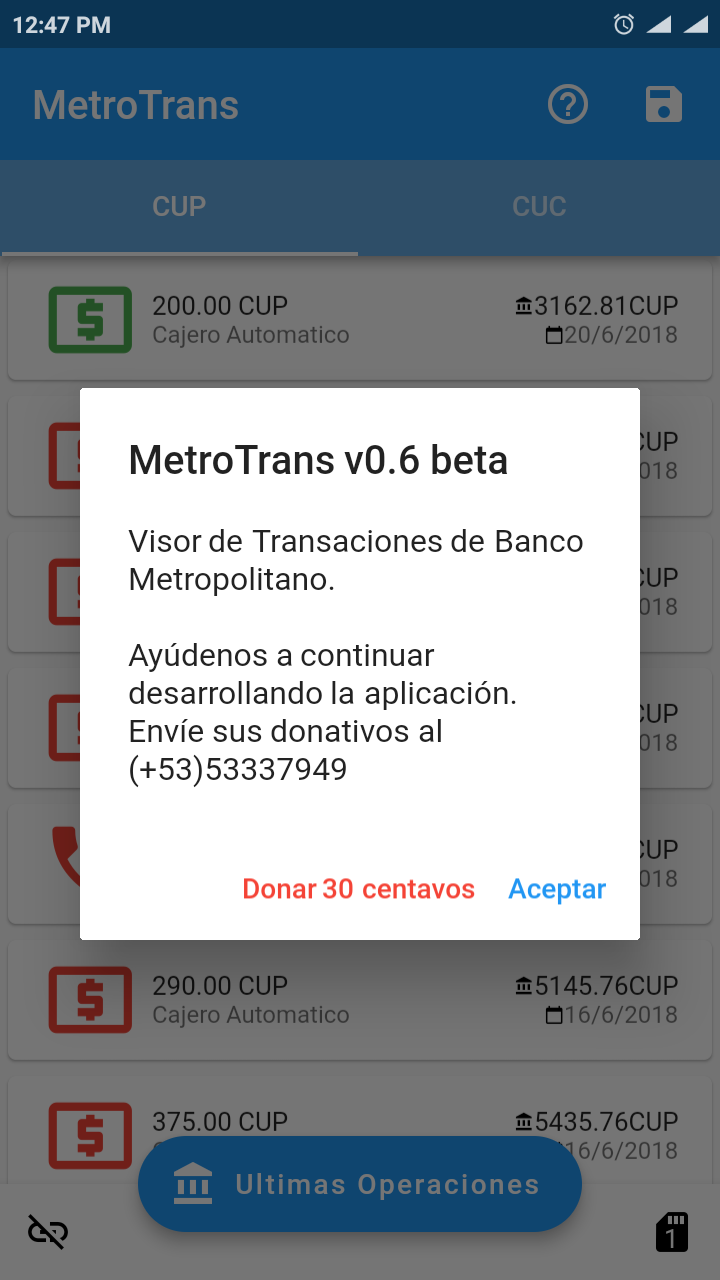 12:47 PM
MetroTrans
CUP
CUC
200.00 CUP
3162.81CUP
Cajero Automatico
20/6/2018
CUP
018
CUP
018
CUP
018
CUP
018
MetroTrans v0.6 beta
Visor de Transaciones de Banco
Metropolitano.
Ayúdenos a continuar
desarrollando la aplicación.
Envíe sus donativos al
(+53)53337949
Donar 30 centavos
Aceptar
290.00 CUP
5145.76CUP
Cajero Automatico
16/6/2018
375.00 CUP
5435.76CUP
16/6/2018
Ultimas Operaciones
1